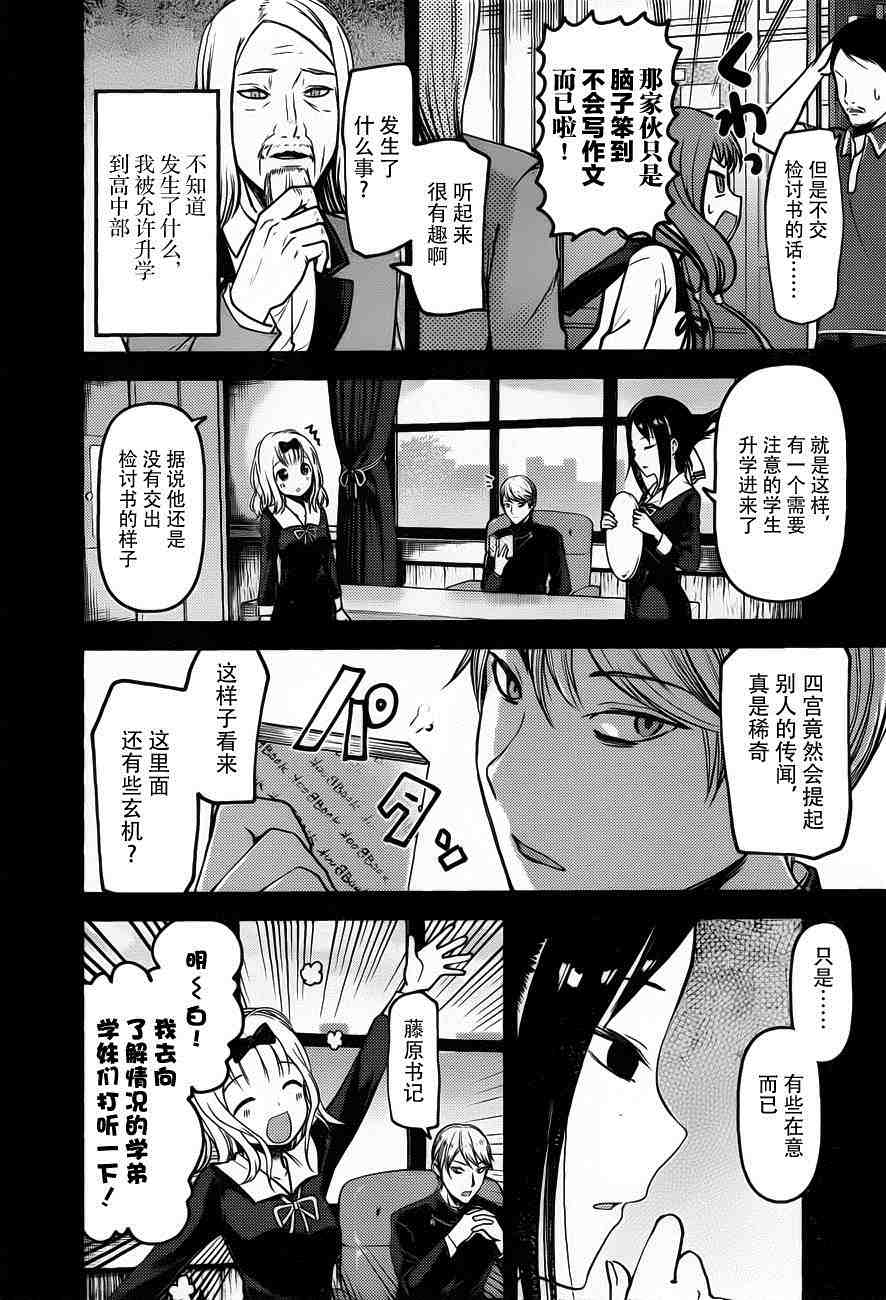 但是不交
检讨书的话……
くわっ
那家伙只是
脑子笨到
不会写作文
而已啦！
听起来
很有趣啊
发生了
什么事？
不知道
发生了什么，
我被允许升学
到高中部
就是这样，
有一个需要
注意的学生
升学进来了
据说他还是
没有交出
检讨书的样子
四宫竟然会提起
别人的传闻，
真是稀奇
パレ
这样子看来
这里面
还有些玄机？
只是……
有些在意
而已
藤原书记
明～白！
我去向
了解情况的学弟
学妹们打听一下！